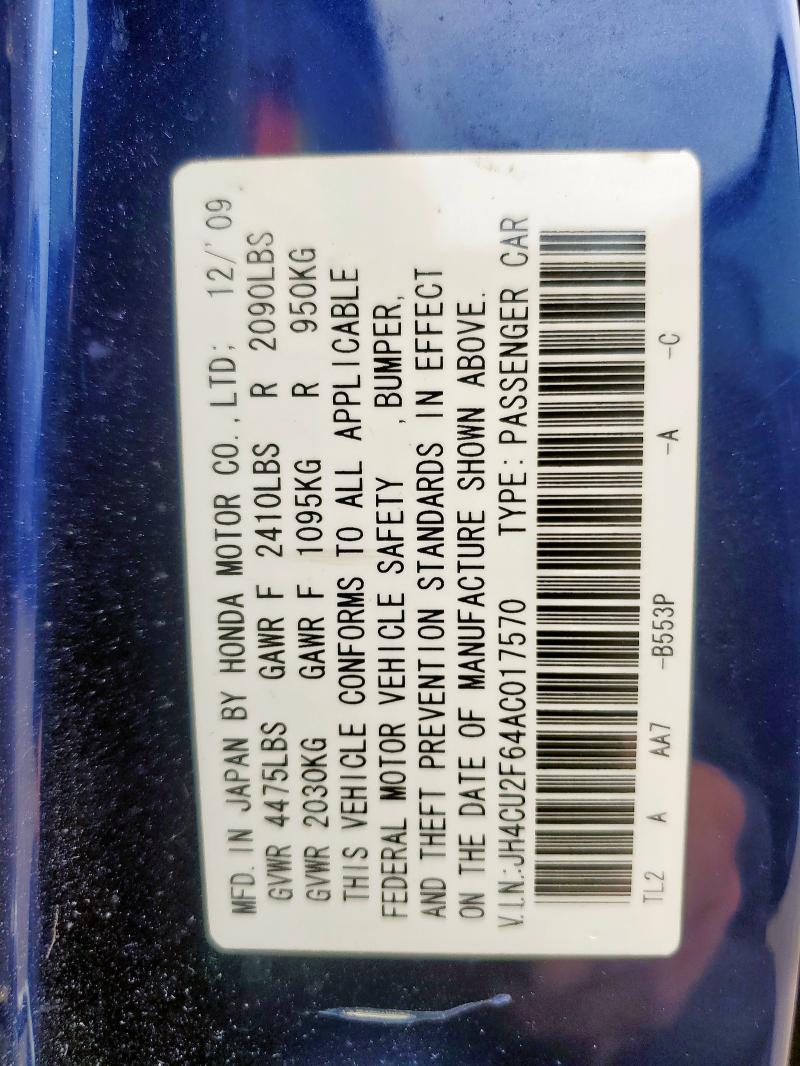 MFD. IN JAPAN BY HONDA MOTOR CO., LTD; 12/'09
GVWR 4475LBS GAWR F 2410LBS R 2090LBS
GVWR 2030KG GAWR F 1095KG R 950KG
THIS VEHICLE CONFORMS TO ALL APPLICABLE
FEDERAL MOTOR VEHICLE SAFETY , BUMPER,
AND THEFT PREVENTION STANDARDS IN EFFECT
ON THE DATE OF MANUFACTURE SHOWN ABOVE.
V.I.N.:JH4CU2F64AC017570 TYPE:PASSENGER CAR
TL2 A AA7 -B553P -A -C